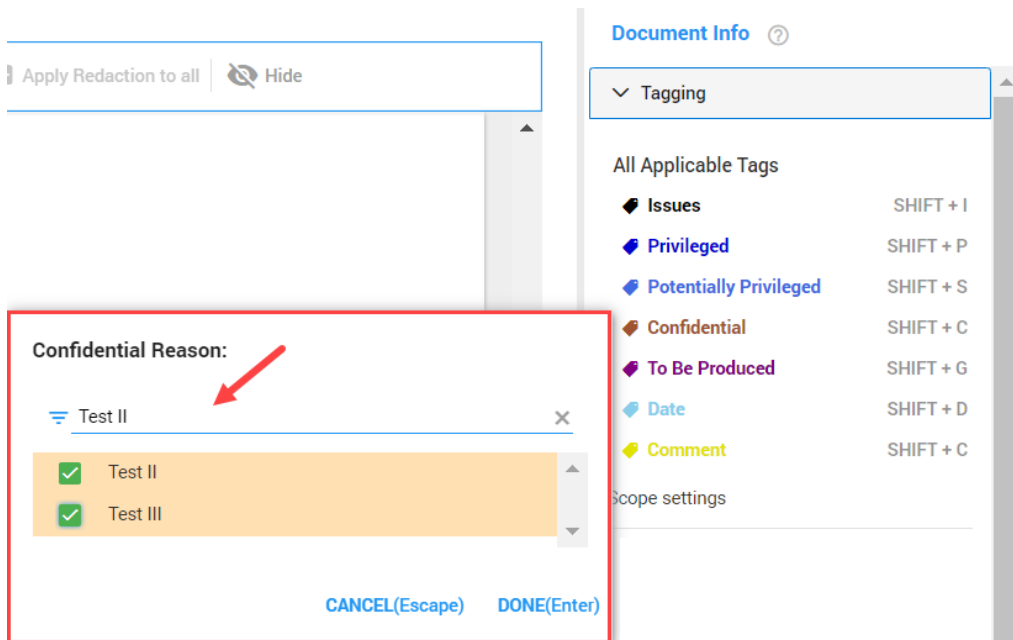 Document Info
Apply Redaction to all
Hide
Tagging
All Applicable Tags
Issues SHIFT + I
Privileged SHIFT + P
Potentially Privileged SHIFT + S
Confidential SHIFT + C
To Be Produced SHIFT + G
Date SHIFT + D
Comment SHIFT + C
Scope settings
Confidential Reason:
Test II
Test II
Test III
CANCEL(Escape) DONE(Enter)